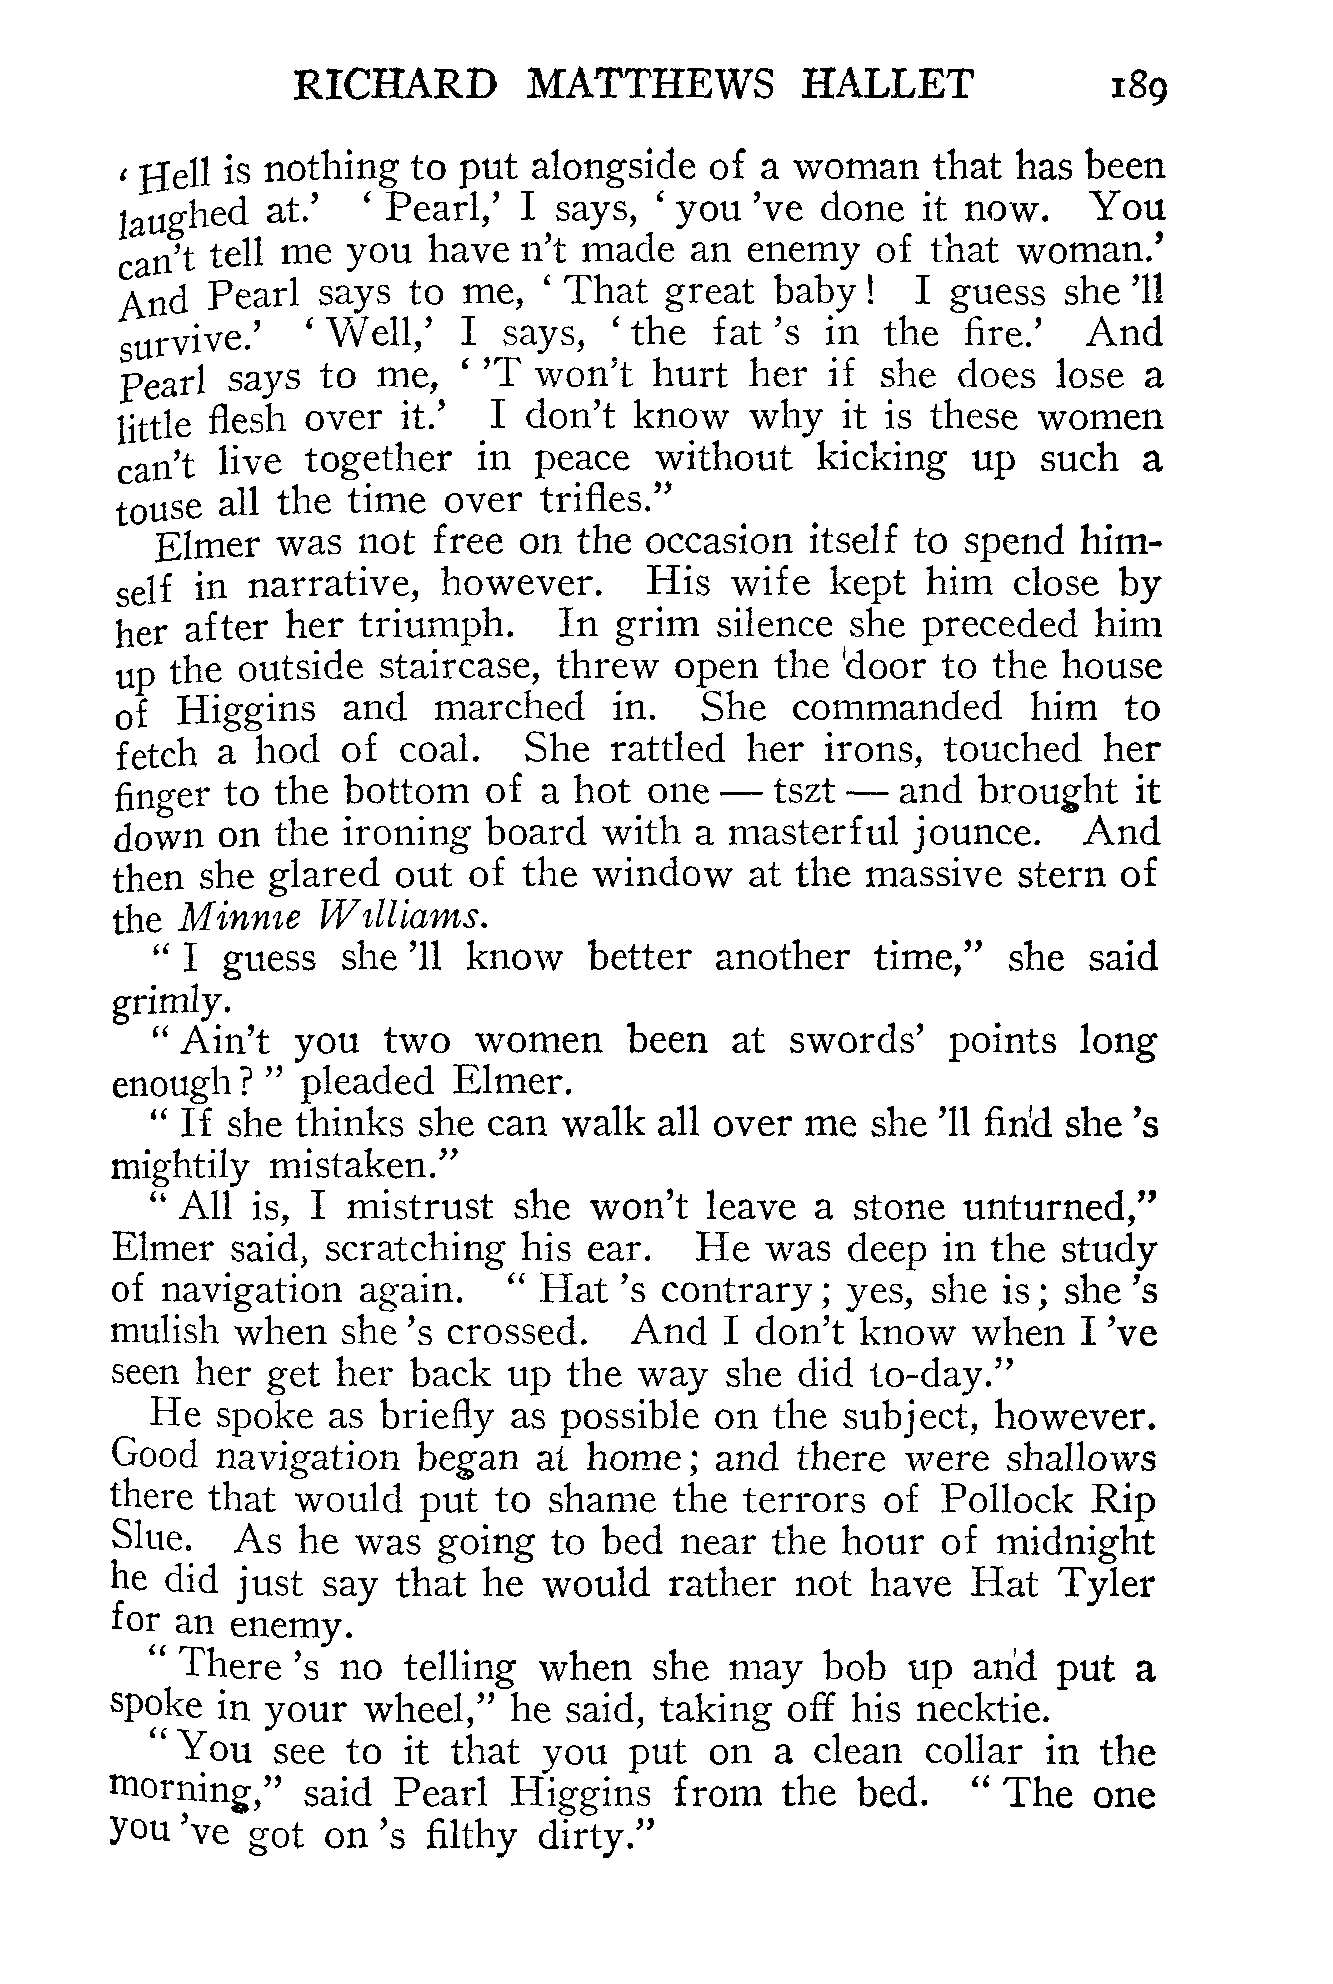 RICHARD MATTHEWS HALLET 189
‘ Hell is nothing to put alongside of a woman that has been
laughed at.’ ‘ Pearl,’ I says, ‘ you ’ve done it now. You
can’t tell me you have n’t made an enemy of that woman.’
And Pearl says to me, ‘ That great baby ! I guess she ’ll
survive.’ ‘ Well,’ I says, ‘ the fat ’s in the fire.’ And
Pearl says to me, ‘ ’T won’t hurt her if she does lose a
little flesh over it.’ I don’t know why it is these women
can’t live together in peace without kicking up such a
touse all the time over trifles.”
Elmer was not free on the occasion itself to spend him-
self in narrative, however. His wife kept him close by
her after her triumph. In grim silence she preceded him
up the outside staircase, threw open the door to the house
of Higgins and marched in. She commanded him to
fetch a hod of coal. She rattled her irons, touched her
finger to the bottom of a hot one — tszt — and brought it
down on the ironing board with a masterful jounce. And
then she glared out of the window at the massive stern of
the Minnie Williams.
“ I guess she ’ll know better another time,” she said
grimly.
“ Ain’t you two women been at swords’ points long
enough ? ” pleaded Elmer.
“ If she thinks she can walk all over me she ’ll find she ’s
mightily mistaken.”
“ All is, I mistrust she won’t leave a stone unturned,”
Elmer said, scratching his ear. He was deep in the study
of navigation again. “ Hat ’s contrary ; yes, she is ; she ’s
mulish when she ’s crossed. And I don’t know when I ’ve
seen her get her back up the way she did to-day.”
He spoke as briefly as possible on the subject, however.
Good navigation began at home ; and there were shallows
there that would put to shame the terrors of Pollock Rip
Slue. As he was going to bed near the hour of midnight
he did just say that he would rather not have Hat Tyler
for an enemy.
“ There ’s no telling when she may bob up and put a
spoke in your wheel,” he said, taking off his necktie.
“ You see to it that you put on a clean collar in the
morning,” said Pearl Higgins from the bed. “ The one
you ’ve got on ’s filthy dirty.”